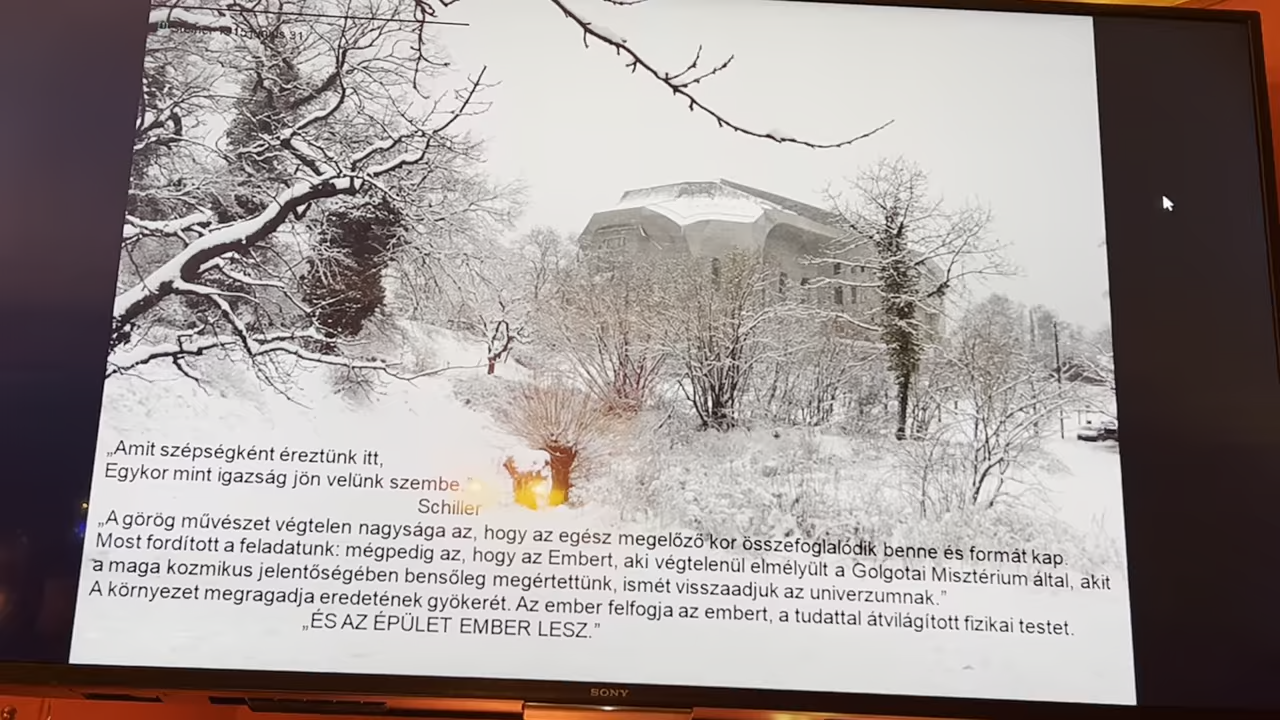 „Amit szépségként éreztünk itt,
Egykor mint igazság jön velünk szembe.
Schiller
„A görög művészet végtelen nagysága az, hogy az egész megelőző kor összefoglalódik benne és formát kap.
Most fordított a feladatunk: mégpedig az, hogy az Embert, aki végtelenül elmélyült a Golgotai Misztérium által, akit
a maga kozmikus jelentőségében bensőleg megértettünk, ismét visszaadjuk az univerzumnak.”
A környezet megragadja eredetének gyökerét. Az ember felfogja az embert, a tudattal átvilágított fizikai testet.
„ÉS AZ ÉPÜLET EMBER LESZ.”
SONY